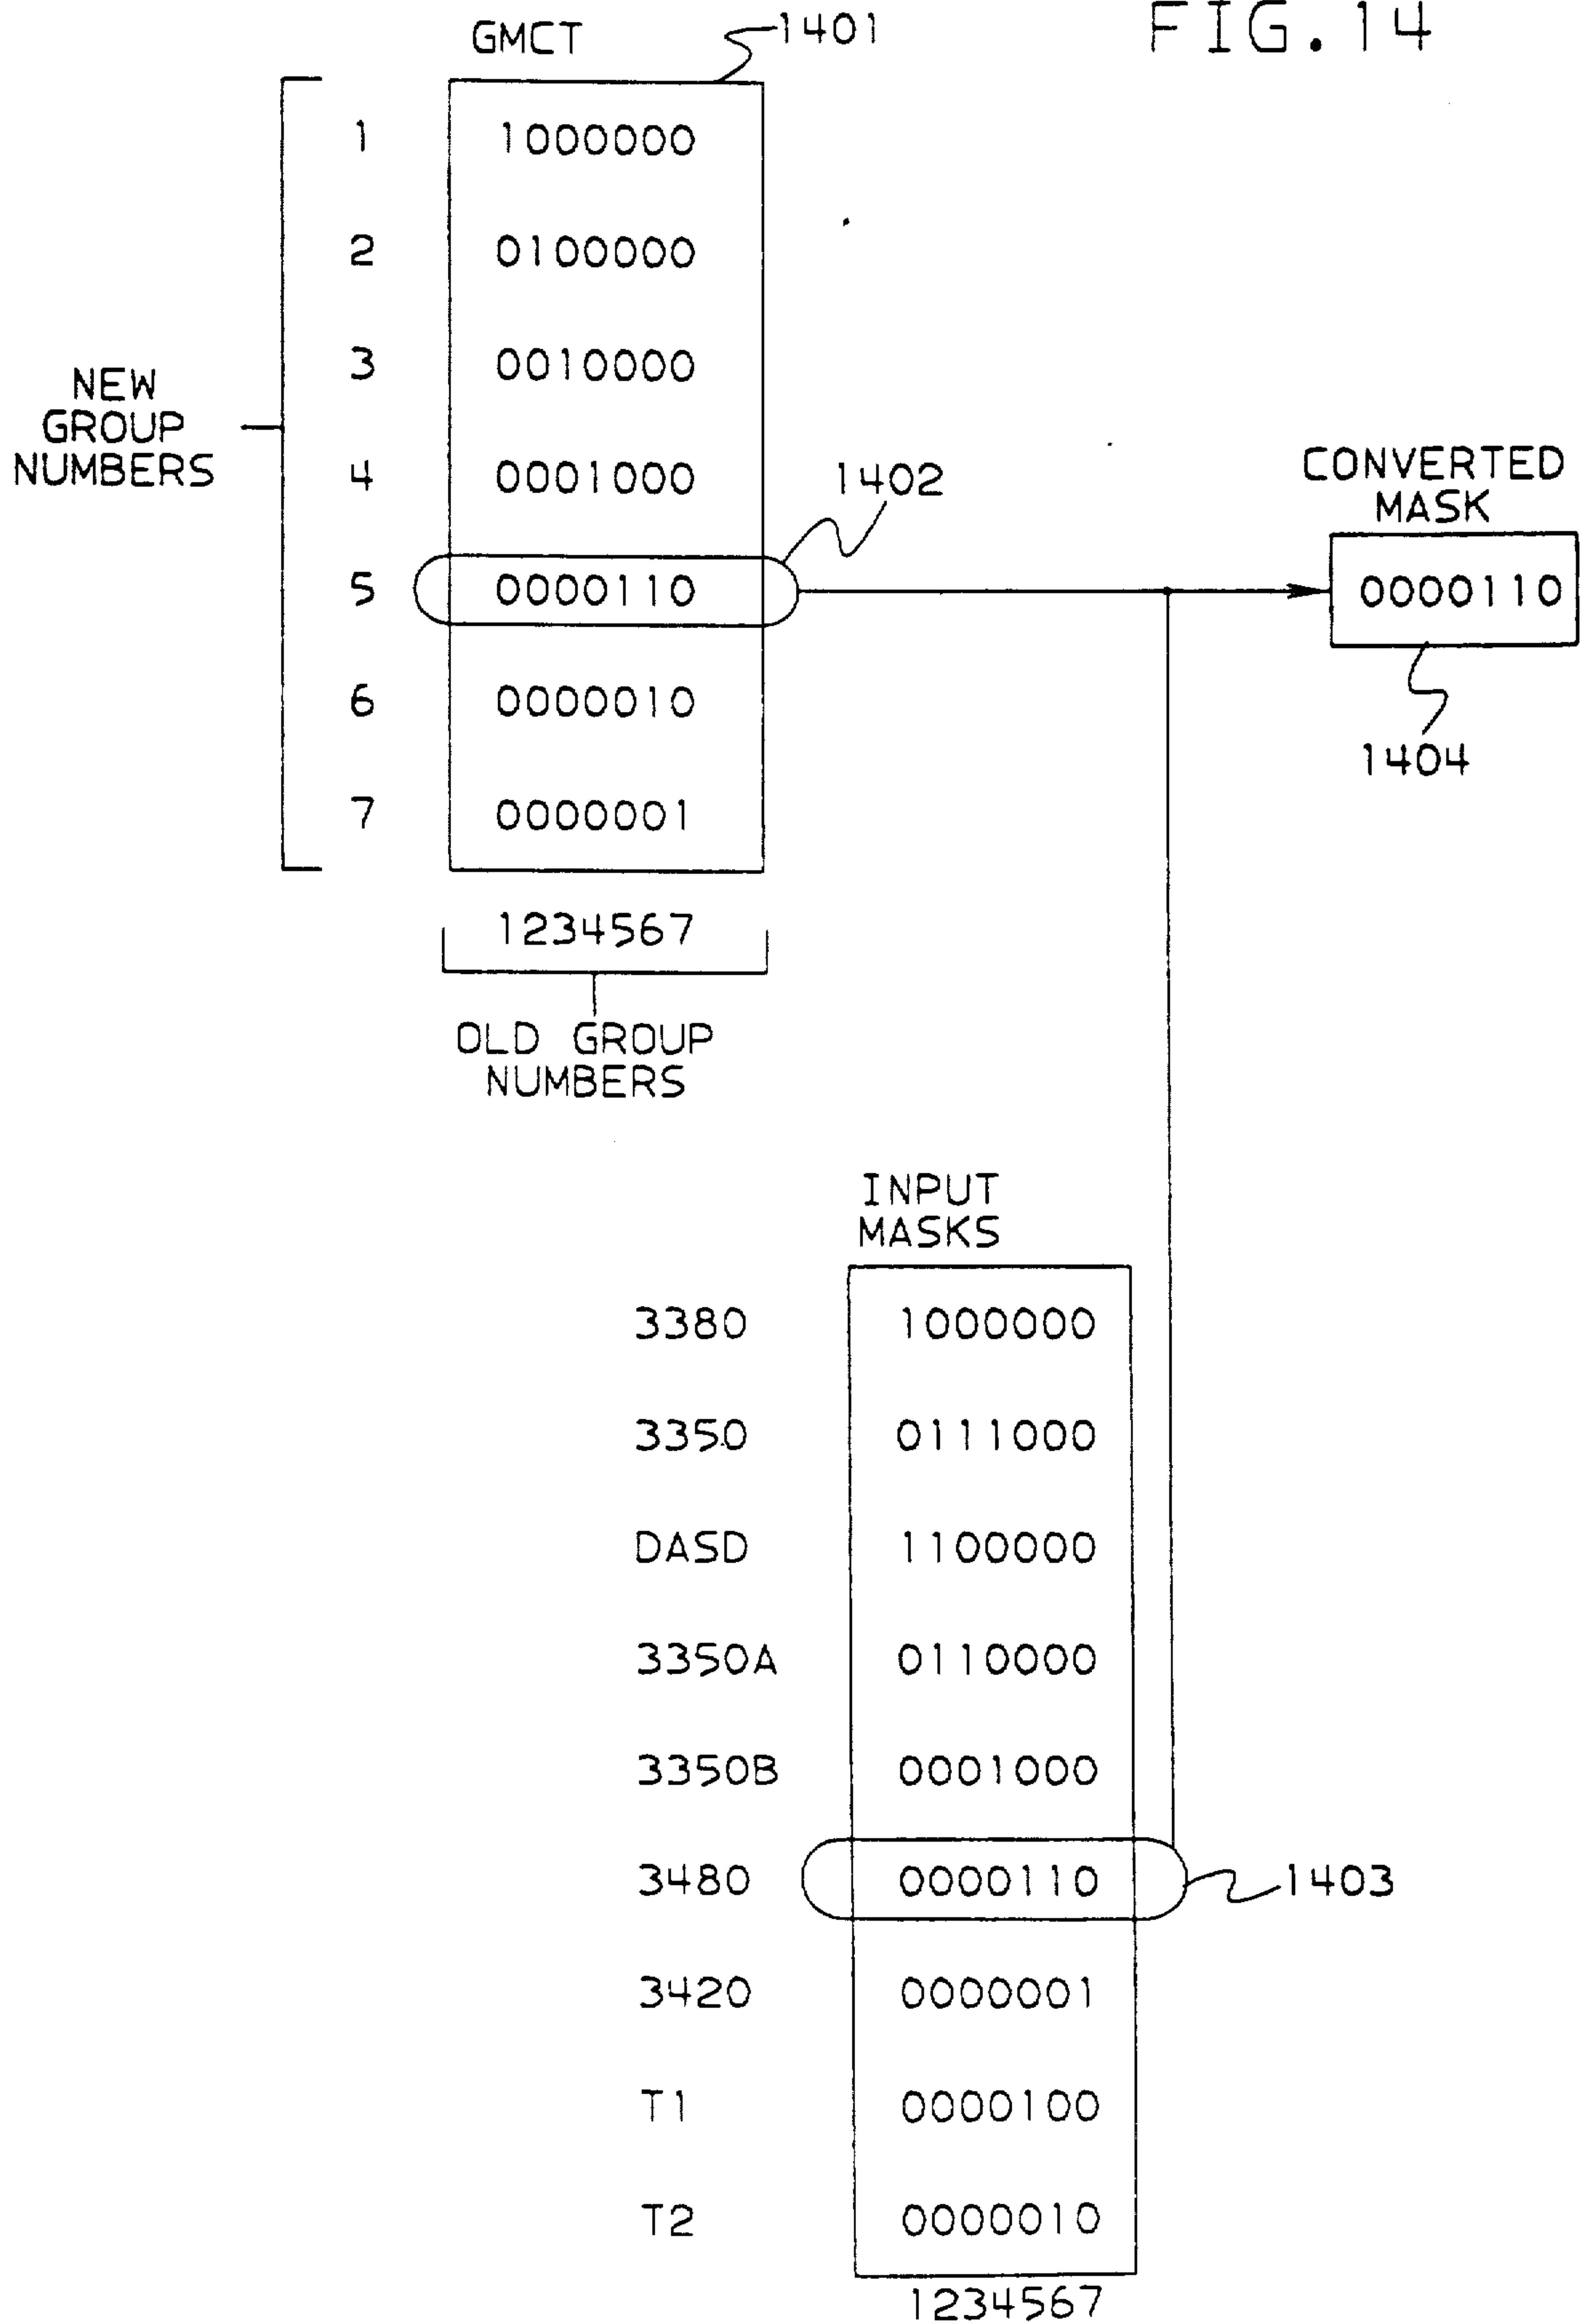 FIG.14
GMCT
1401
1 1000000
2 0100000
3 0010000
4 0001000
5 0000110
6 0000010
7 0000001
NEW
GROUP
NUMBERS
1402
CONVERTED
MASK
0000110
1404
1234567
OLD GROUP
NUMBERS
INPUT
MASKS
3380 1000000
3350 0111000
DASD 1100000
3350A 0110000
3350B 0001000
3480 0000110
1403
3420 0000001
T1 0000100
T2 0000010
1234567